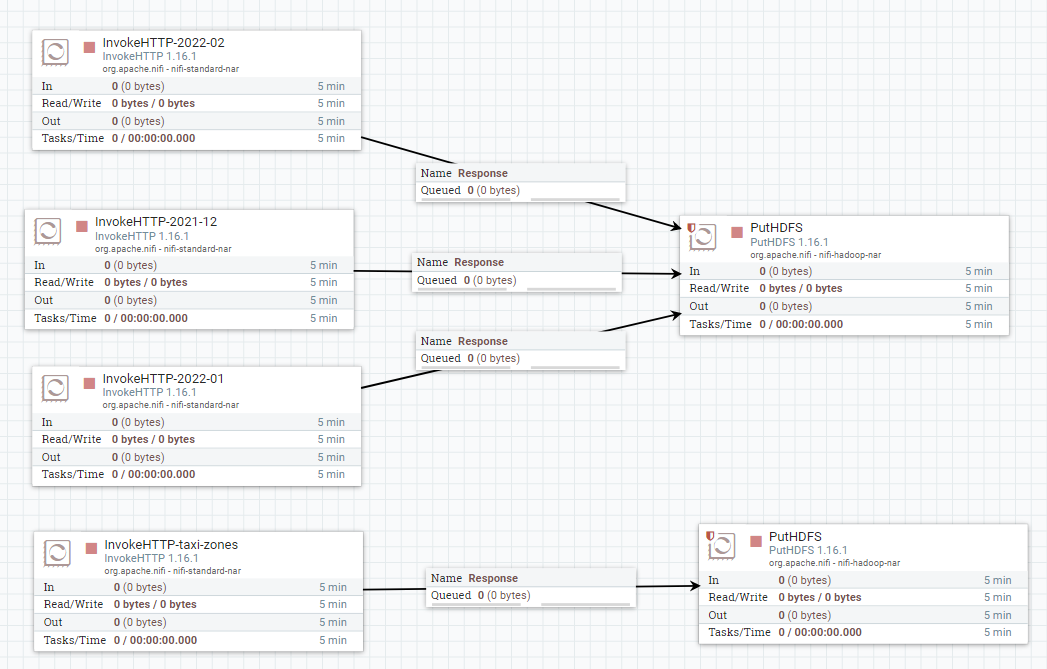 InvokeHTTP-2022-02
InvokeHTTP 1.16.1
org.apache.nifi - nifi-standard-nar
In 0 (0 bytes) 5 min
Read/Write 0 bytes / 0 bytes 5 min
Out 0 (0 bytes) 5 min
Tasks/Time 0 / 00:00:00.000 5 min
Name Response
Queued 0 (0 bytes)
InvokeHTTP-2021-12
InvokeHTTP 1.16.1
org.apache.nifi - nifi-standard-nar
In 0 (0 bytes) 5 min
Read/Write 0 bytes / 0 bytes 5 min
Out 0 (0 bytes) 5 min
Tasks/Time 0 / 00:00:00.000 5 min
Name Response
Queued 0 (0 bytes)
PutHDFS
PutHDFS 1.16.1
org.apache.nifi - nifi-hadoop-nar
In 0 (0 bytes) 5 min
Read/Write 0 bytes / 0 bytes 5 min
Out 0 (0 bytes) 5 min
Tasks/Time 0 / 00:00:00.000 5 min
Name Response
Queued 0 (0 bytes)
InvokeHTTP-2022-01
InvokeHTTP 1.16.1
org.apache.nifi - nifi-standard-nar
In 0 (0 bytes) 5 min
Read/Write 0 bytes / 0 bytes 5 min
Out 0 (0 bytes) 5 min
Tasks/Time 0 / 00:00:00.000 5 min
InvokeHTTP-taxi-zones
InvokeHTTP 1.16.1
org.apache.nifi - nifi-standard-nar
In 0 (0 bytes) 5 min
Read/Write 0 bytes / 0 bytes 5 min
Out 0 (0 bytes) 5 min
Tasks/Time 0 / 00:00:00.000 5 min
Name Response
Queued 0 (0 bytes)
PutHDFS
PutHDFS 1.16.1
org.apache.nifi - nifi-hadoop-nar
In 0 (0 bytes) 5 min
Read/Write 0 bytes / 0 bytes 5 min
Out 0 (0 bytes) 5 min
Tasks/Time 0 / 00:00:00.000 5 min